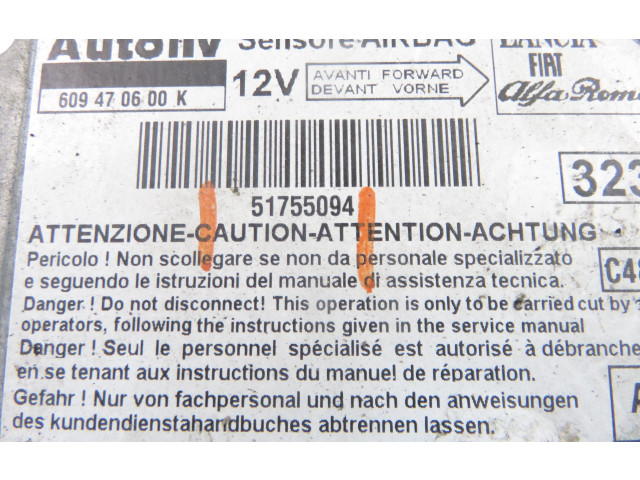 Autoliv Sensore-AIRBAG LANCIA
FIAT
12V AVANTI FORWARD
DEVANT VORNE
Alfa Rome
609 47 06 00 K
323
51755094
ATTENZIONE-CAUTION-ATTENTION-ACHTUNG
Pericolo ! Non scollegare se non da personale specializzato
e seguendo le istruzioni del manuale di assistenza tecnica.
C48
Danger ! Do not disconnect! This operation is only to be carried cut by
operators, following the instructions given in the service manual
Danger ! Seul le personnel spécialisé est autorisé à débranche
en se tenant aux instructions du manuel de réparation.
Gefahr ! Nur von fachpersonal und nach den anweisungen
des kundendienstahandbuches abtrennen lassen.